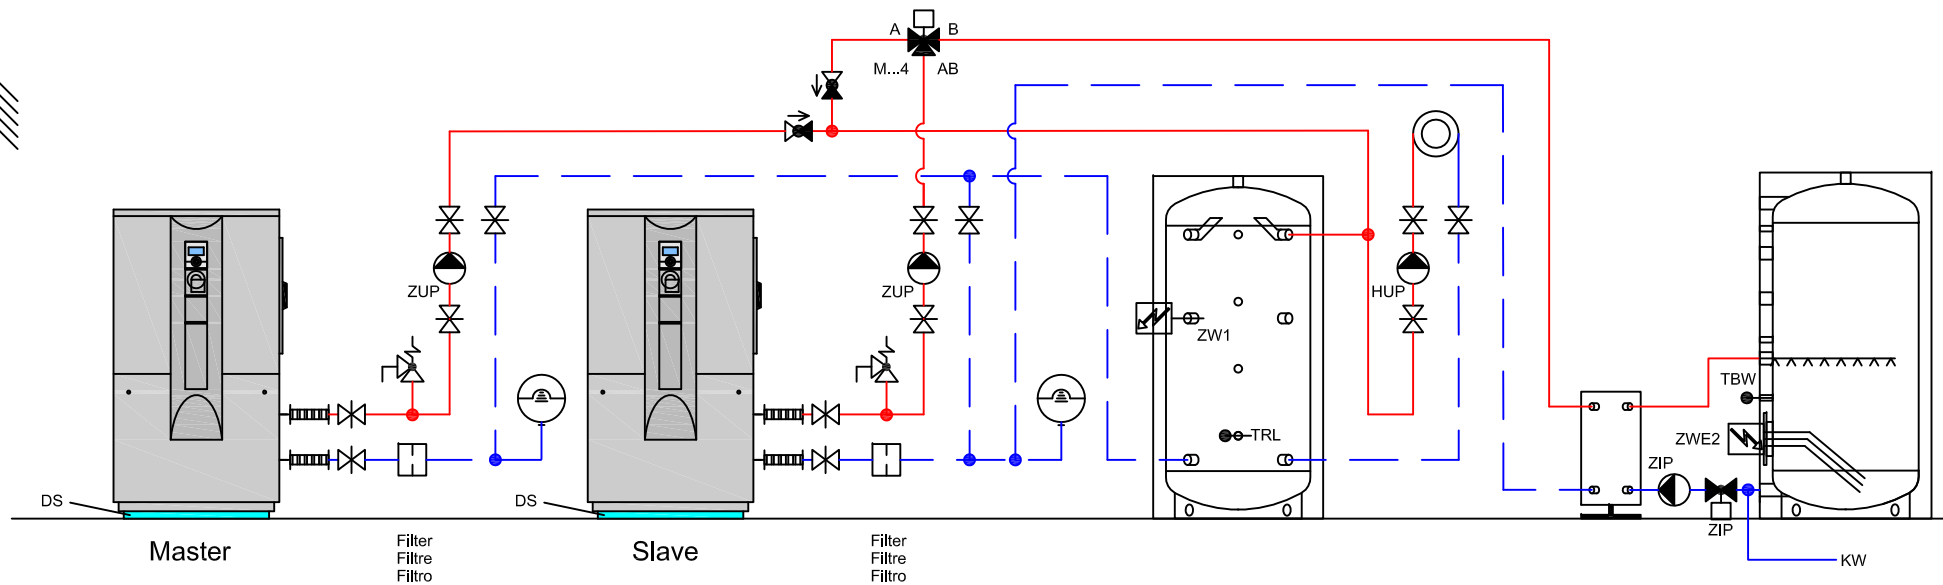 A B
M...4 AB
ZUP
ZUP
HUP
ZW1
TBW
TRL
ZWE2
ZIP
DS
DS
ZIP
Master
Filter
Filtre
Filtro
Slave
Filter
Filtre
Filtro
KW